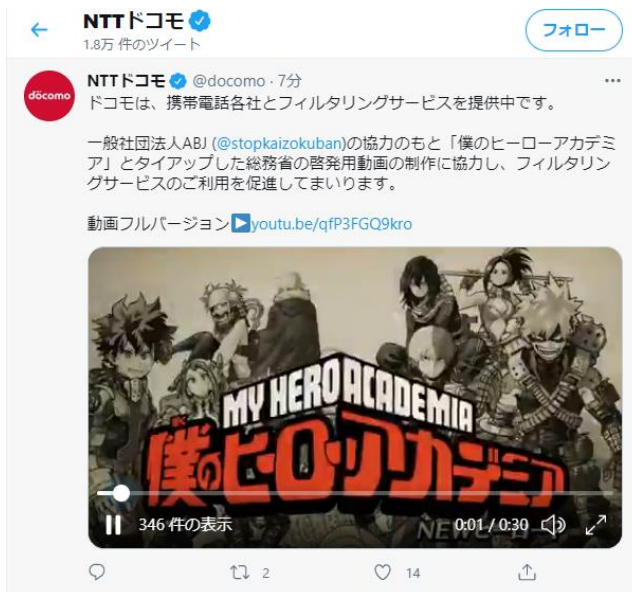 NTTドコモ
1.8万 件のツイート
フォロー
docomo
NTTドコモ @docomo · 7分
ドコモは、携帯電話各社とフィルタリングサービスを提供中です。
一般社団法人ABJ (@stopkaizokuban)の協力のもと「僕のヒーローアカデミ
ア」とタイアップした総務省の啓発用動画の制作に協力し、フィルタリン
グサービスのご利用を促進してまいります。
動画フルバージョン▶youtu.be/qfP3FGQ9kro
MY HERO ACADEMIA
僕のヒーローアカデミア
346 件の表示
0:01 / 0:30
2
14